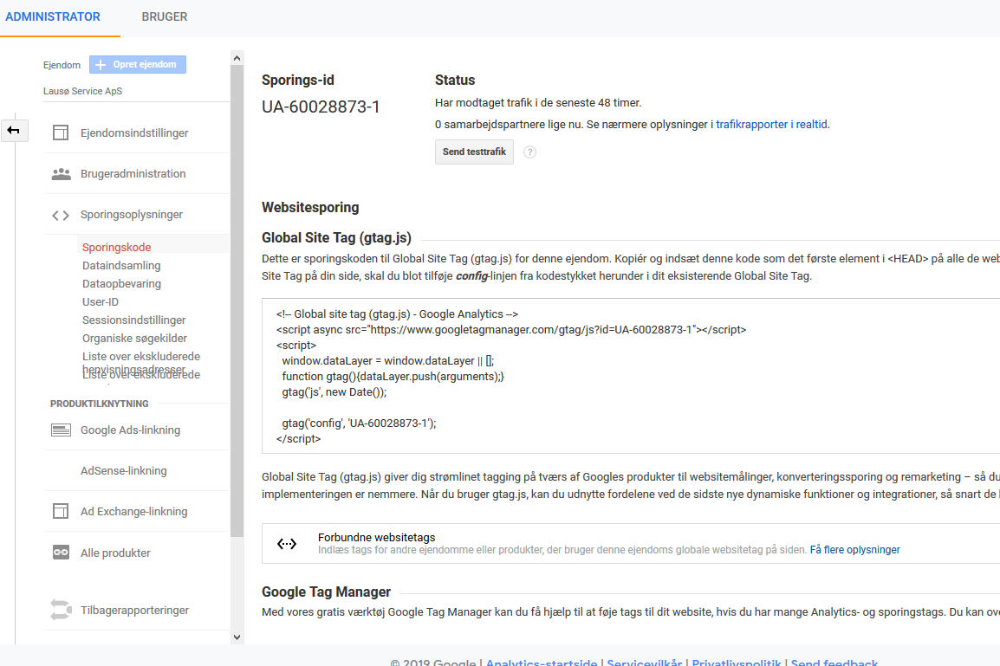 ADMINISTRATOR
BRUGER
Ejendom
Opret ejendom
Lausø Service ApS
Ejendomsindstillinger
Brugeradministration
Sporingsoplysninger
Sporingskode
Dataindsamling
Dataopbevaring
User-ID
Sessionsindstillinger
Organiske søgekilder
Liste over ekskluderede
henvisningsadresser
Liste over ekskluderede
PRODUKTILKNYTNING
Google Ads-linkning
AdSense-linkning
Ad Exchange-linkning
Alle produkter
Tilbagerapporteringer
Sporings-id
UA-60028873-1
Status
Har modtaget trafik i de seneste 48 timer.
0 samarbejdspartnere lige nu. Se nærmere oplysninger i trafikrapporter i realtid.
Send testtrafik
?
Websitesporing
Global Site Tag (gtag.js)
Dette er sporingskoden til Global Site Tag (gtag.js) for denne ejendom. Kopiér og indsæt denne kode som det første element i <HEAD> på alle de web
Site Tag på din side, skal du blot tilføje config-linjen fra kodestykket herunder i dit eksisterende Global Site Tag.
<!-- Global site tag (gtag.js) - Google Analytics -->
<script async src="https://www.googletagmanager.com/gtag/js?id=UA-60028873-1"></script>
<script>
window.dataLayer = window.dataLayer || [];
function gtag(){dataLayer.push(arguments);}
gtag('js', new Date());
gtag('config', 'UA-60028873-1');
</script>
Global Site Tag (gtag.js) giver dig strømlinet tagging på tværs af Googles produkter til websitemålinger, konverteringssporing og remarketing – så du
implementeringen er nemmere. Når du bruger gtag.js, kan du udnytte fordelene ved de sidste nye dynamiske funktioner og integrationer, så snart de
Forbundne websitetags
Indlæs tags for andre ejendomme eller produkter, der bruger denne ejendoms globale websitetag på siden. Få flere oplysninger
Google Tag Manager
Med vores gratis værktøj Google Tag Manager kan du få hjælp til at føje tags til dit website, hvis du har mange Analytics- og sporingstags. Du kan ove
© 2019 Google | Analytics-startside | Servicevilkår | Privatlivspolitik | Send feedback